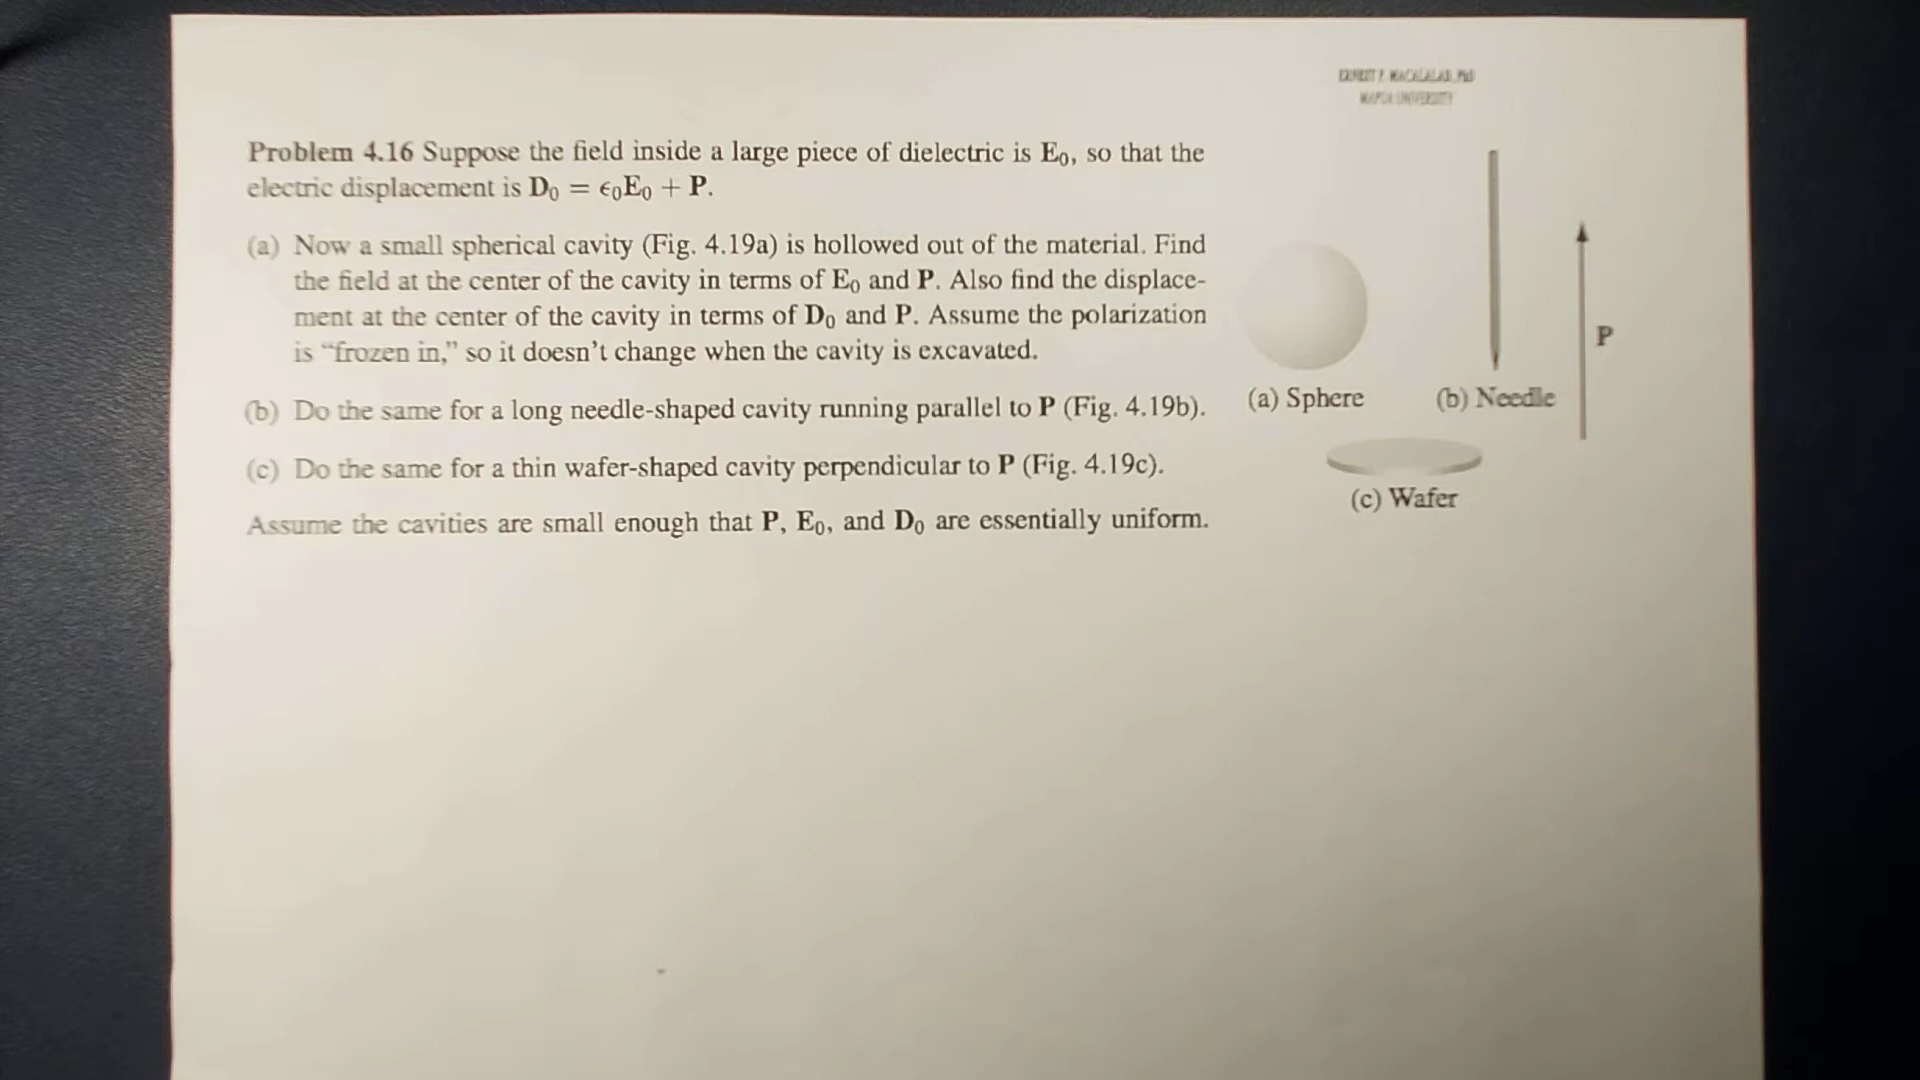 ERNEST P. MACALALAD, PhD
MAPUA UNIVERSITY
Problem 4.16 Suppose the field inside a large piece of dielectric is E₀, so that the
electric displacement is D₀ = ϵ₀E₀ + P.
(a) Now a small spherical cavity (Fig. 4.19a) is hollowed out of the material. Find
the field at the center of the cavity in terms of E₀ and P. Also find the displace-
ment at the center of the cavity in terms of D₀ and P. Assume the polarization
is “frozen in,” so it doesn’t change when the cavity is excavated.
(b) Do the same for a long needle-shaped cavity running parallel to P (Fig. 4.19b).
(c) Do the same for a thin wafer-shaped cavity perpendicular to P (Fig. 4.19c).
Assume the cavities are small enough that P, E₀, and D₀ are essentially uniform.
P
(a) Sphere
(b) Needle
(c) Wafer